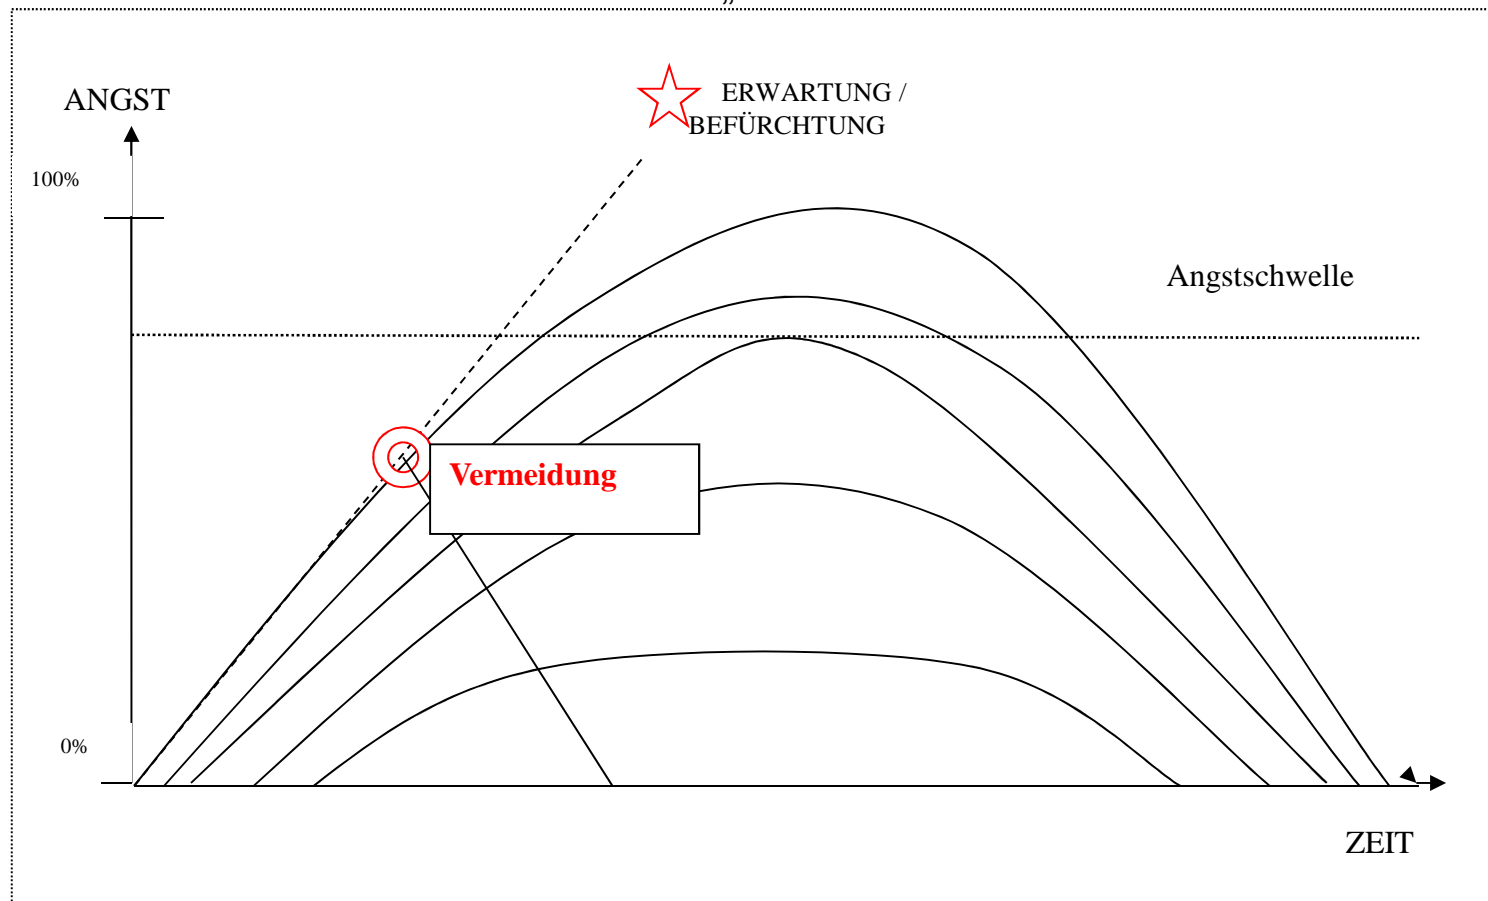 „
ERWARTUNG /
BEFÜRCHTUNG
ANGST
100%
Angstschwelle
Vermeidung
0%
ZEIT